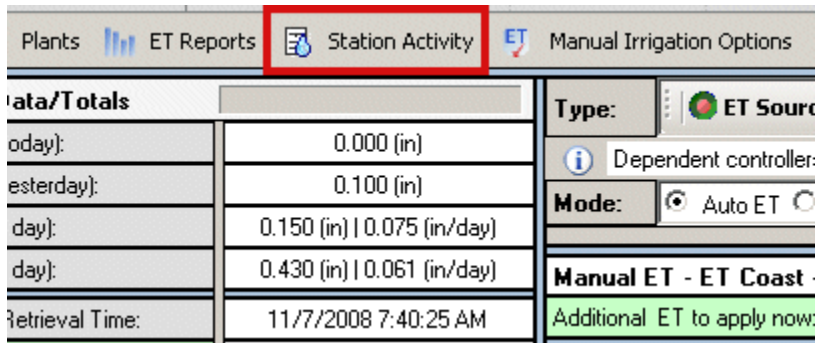 Plants ET Reports Station Activity ET Manual Irrigation Options
Data/Totals
oday): 0.000 (in)
esterday): 0.100 (in)
day): 0.150 (in) | 0.075 (in/day)
day): 0.430 (in) | 0.061 (in/day)
Retrieval Time: 11/7/2008 7:40:25 AM
Type: ET Sourc
Dependent controller
Mode: Auto ET
Manual ET - ET Coast -
Additional ET to apply now: